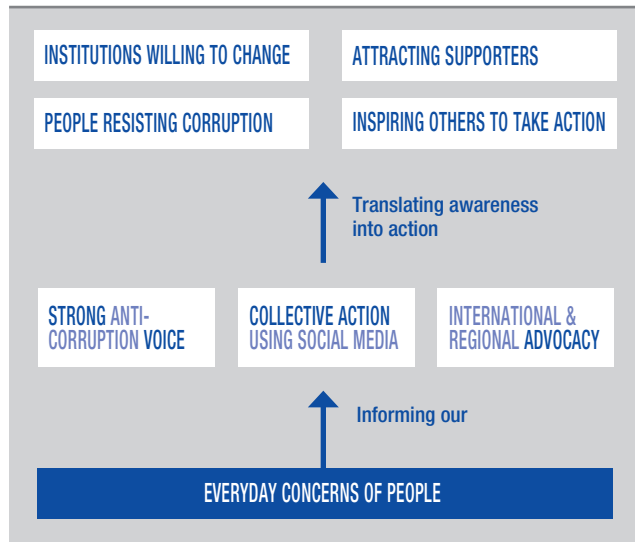 INSTITUTIONS WILLING TO CHANGE
ATTRACTING SUPPORTERS
PEOPLE RESISTING CORRUPTION
INSPIRING OTHERS TO TAKE ACTION
Translating awareness
into action
STRONG ANTI-
CORRUPTION VOICE
COLLECTIVE ACTION
USING SOCIAL MEDIA
INTERNATIONAL &
REGIONAL ADVOCACY
Informing our
EVERYDAY CONCERNS OF PEOPLE